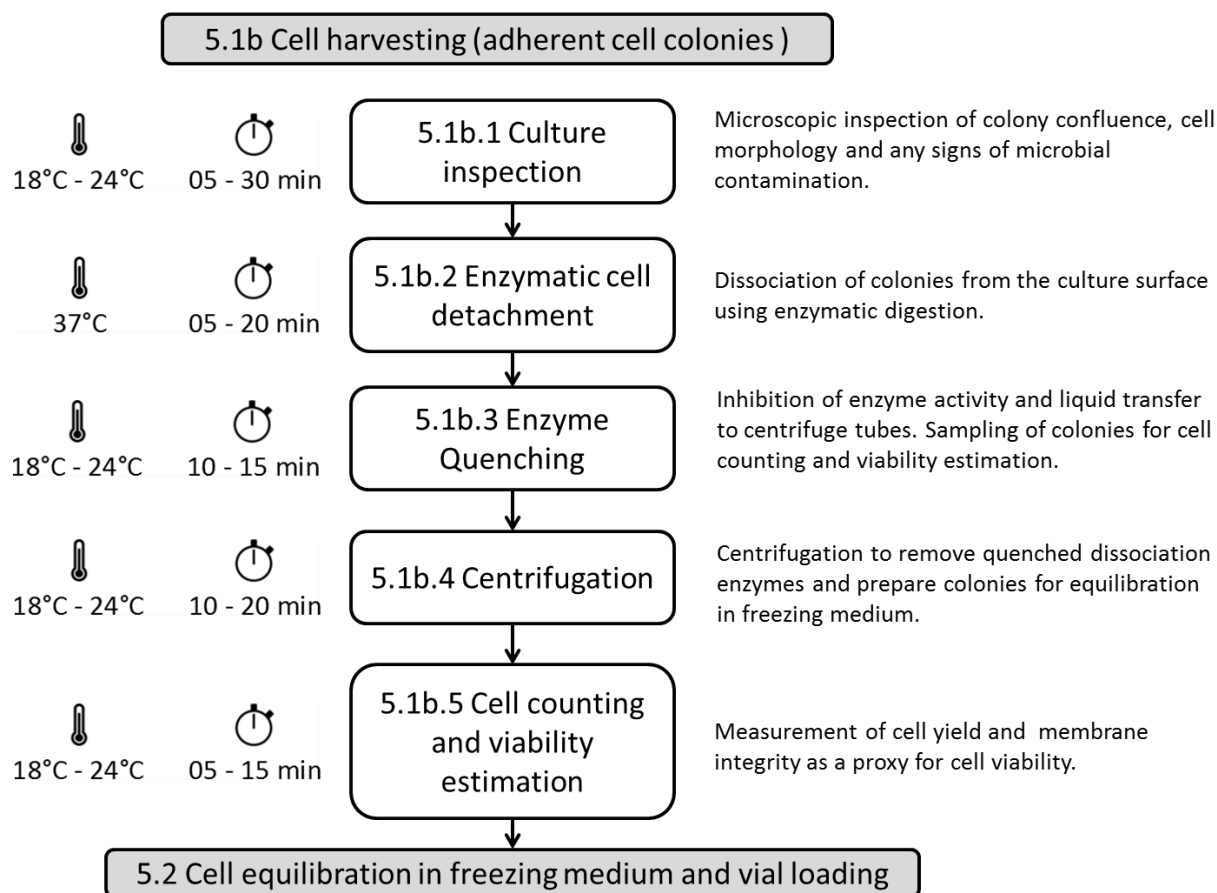 5.1b Cell harvesting (adherent cell colonies )
18°C - 24°C
05 - 30 min
5.1b.1 Culture
inspection
Microscopic inspection of colony confluence, cell
morphology and any signs of microbial
contamination.
37°C
05 - 20 min
5.1b.2 Enzymatic cell
detachment
Dissociation of colonies from the culture surface
using enzymatic digestion.
18°C - 24°C
10 - 15 min
5.1b.3 Enzyme
Quenching
Inhibition of enzyme activity and liquid transfer
to centrifuge tubes. Sampling of colonies for cell
counting and viability estimation.
18°C - 24°C
10 - 20 min
5.1b.4 Centrifugation
Centrifugation to remove quenched dissociation
enzymes and prepare colonies for equilibration
in freezing medium.
18°C - 24°C
05 - 15 min
5.1b.5 Cell counting
and viability
estimation
Measurement of cell yield and membrane
integrity as a proxy for cell viability.
5.2 Cell equilibration in freezing medium and vial loading